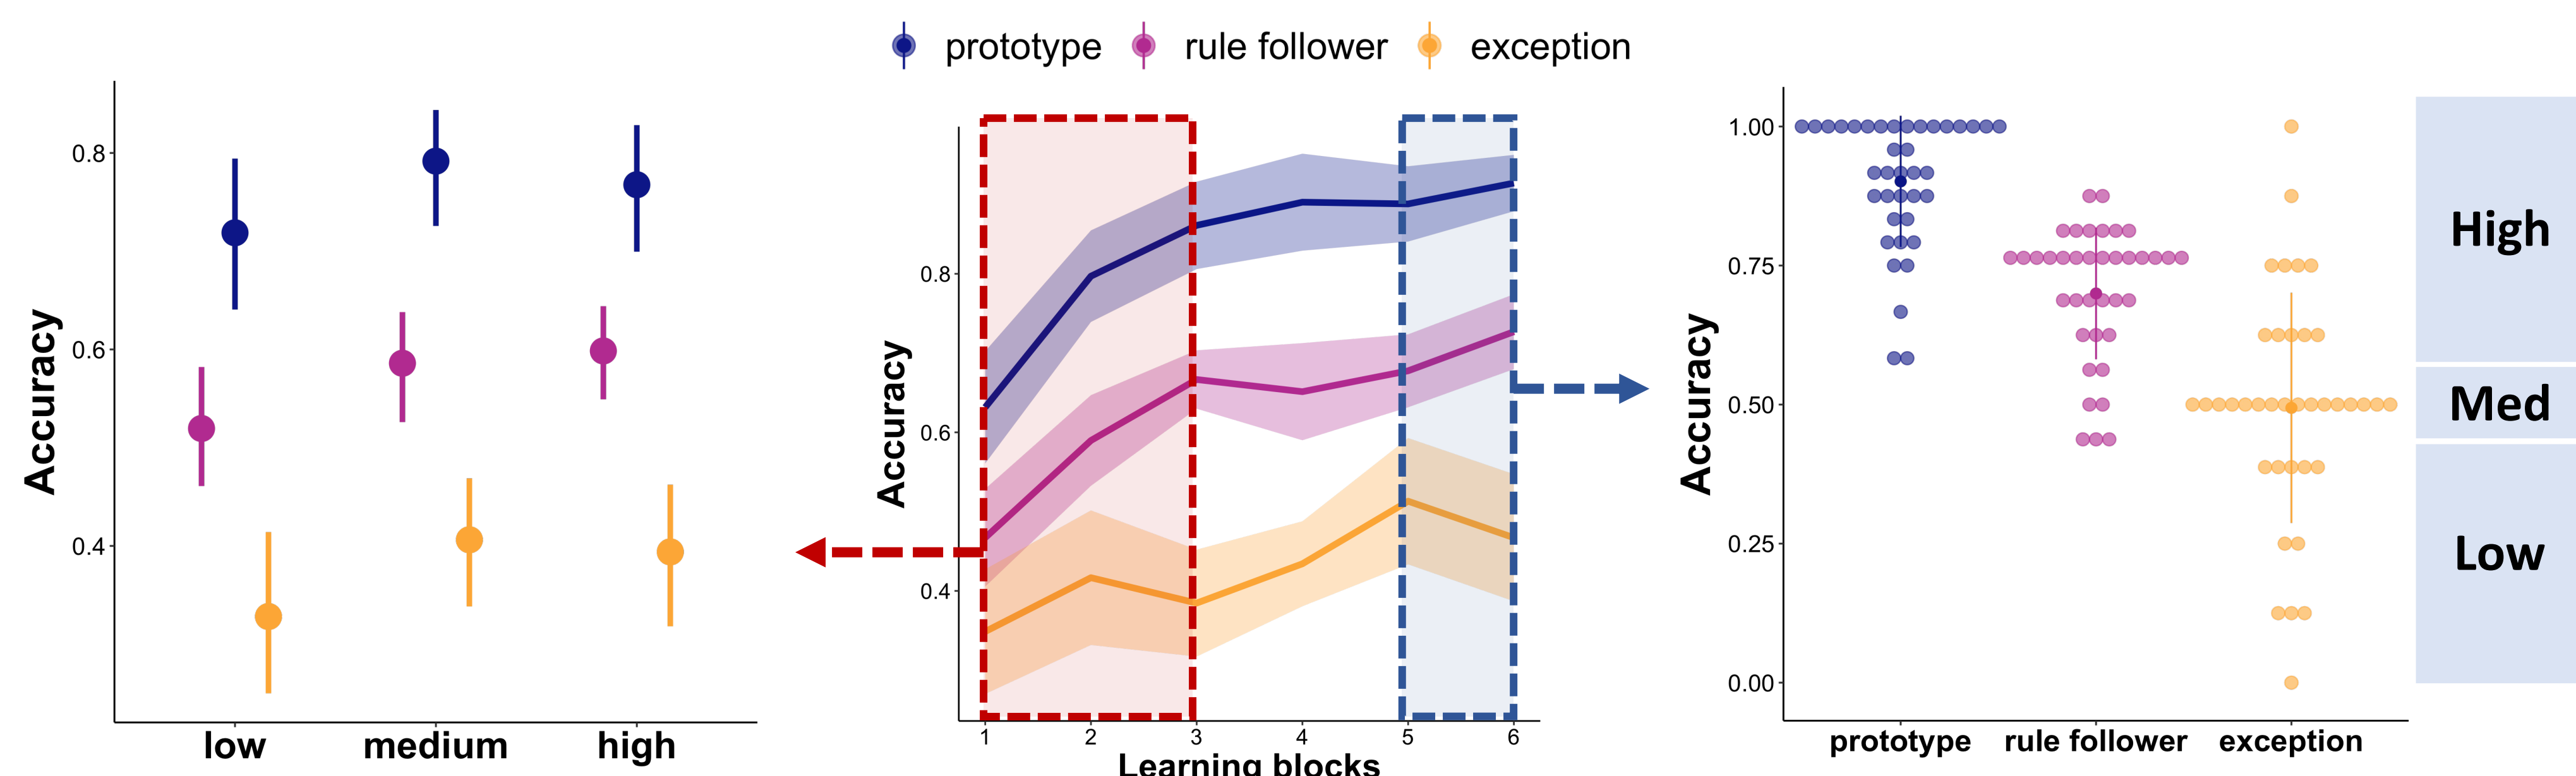 prototype rule follower exception
Accuracy
0.8
0.6
0.4
low medium high
Accuracy
0.8
0.6
0.4
1 2 3 4 5 6
Learning blocks
Accuracy
1.00
0.75
0.50
0.25
0.00
prototype rule follower exception
High
Med
Low